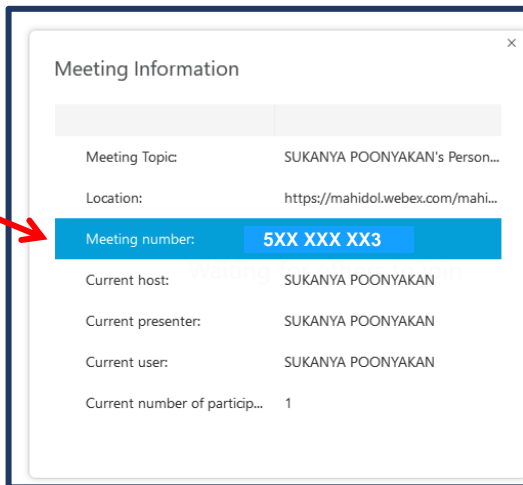 ×
Meeting Information
Meeting Topic: SUKANYA POONYAKAN's Person...
Location: https://mahidol.webex.com/mahi...
Meeting number: 5XX XXX XX3
Current host: SUKANYA POONYAKAN
Current presenter: SUKANYA POONYAKAN
Current user: SUKANYA POONYAKAN
Current number of particip... 1